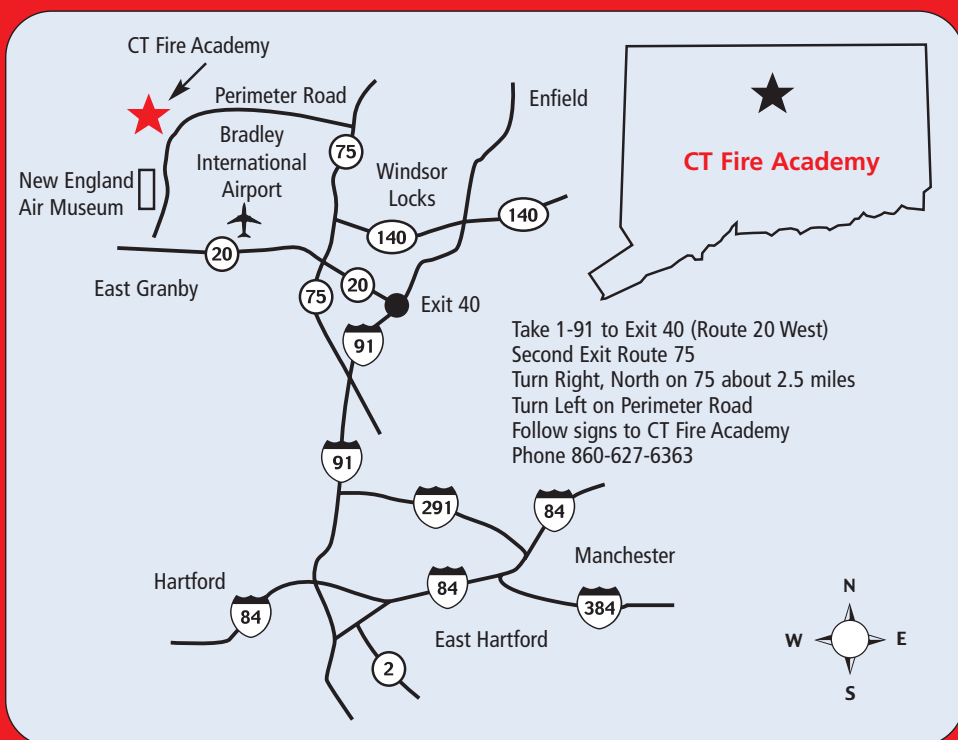 CT Fire Academy
Perimeter Road
Enfield
75
Bradley
International
Airport
Windsor
Locks
New England
Air Museum
140
140
20
East Granby
75
20
Exit 40
91
CT Fire Academy
Take 1-91 to Exit 40 (Route 20 West)
Second Exit Route 75
Turn Right, North on 75 about 2.5 miles
Turn Left on Perimeter Road
Follow signs to CT Fire Academy
Phone 860-627-6363
91
291
84
Manchester
Hartford
84
84
384
East Hartford
2
N
W
E
S